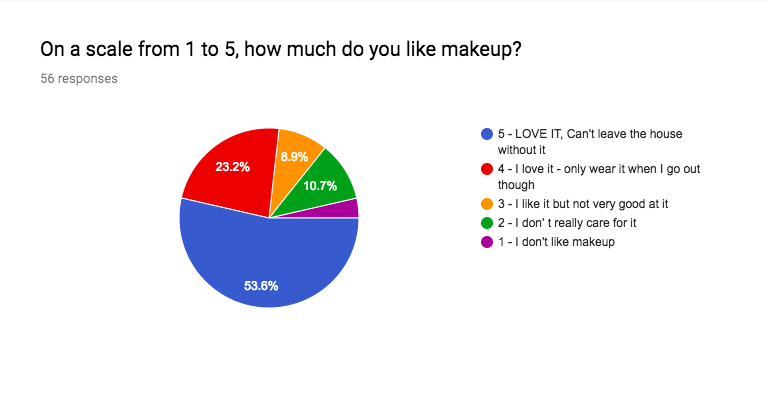 On a scale from 1 to 5, how much do you like makeup?
56 responses
23.2%
8.9%
10.7%
53.6%
5 - LOVE IT, Can't leave the house
without it
4 - I love it - only wear it when I go out
though
3 - I like it but not very good at it
2 - I don' t really care for it
1 - I don't like makeup